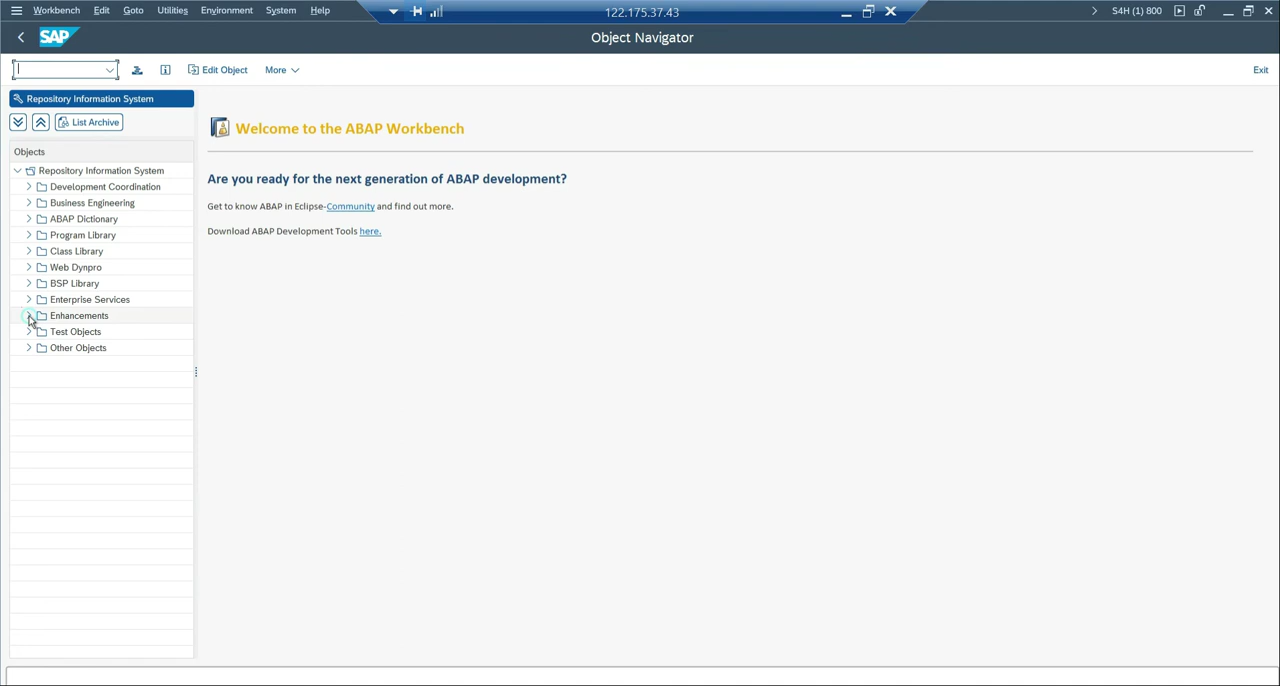 Workbench Edit Goto Utilities Environment System Help 122.175.37.43 S4H (1) 800
SAP Object Navigator
Edit Object More Exit
Repository Information System
List Archive
Objects
Repository Information System
Development Coordination
Business Engineering
ABAP Dictionary
Program Library
Class Library
Web Dynpro
BSP Library
Enterprise Services
Enhancements
Test Objects
Other Objects
Welcome to the ABAP Workbench
Are you ready for the next generation of ABAP development?
Get to know ABAP in Eclipse-Community and find out more.
Download ABAP Development Tools here.